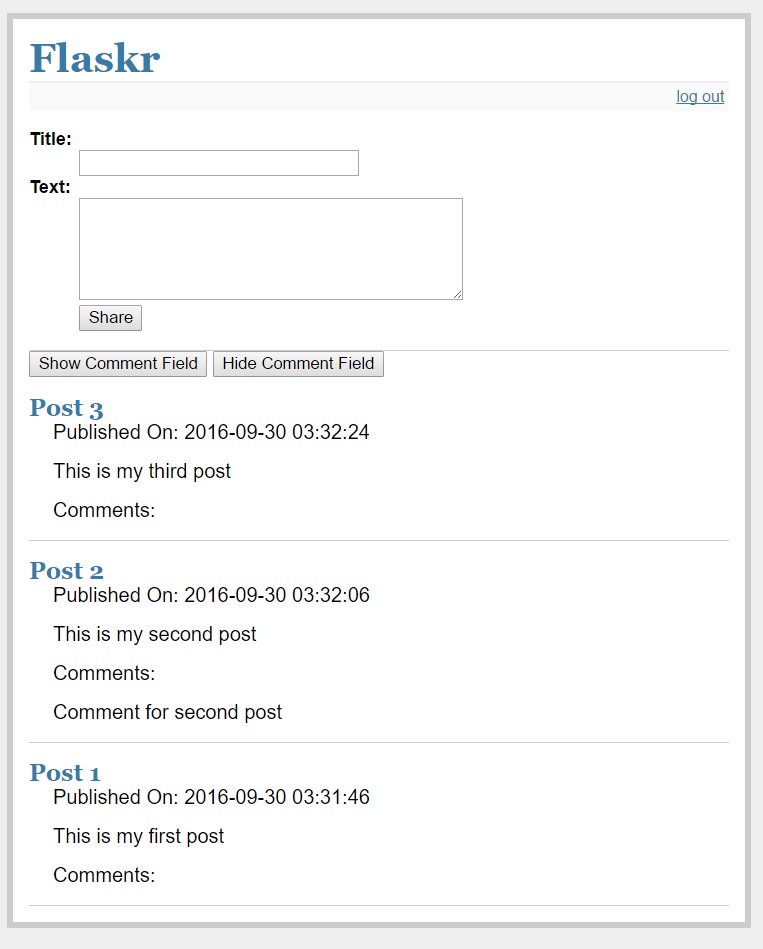 Flaskr
log out
Title:
Text:
Share
Show Comment Field Hide Comment Field
Post 3
Published On: 2016-09-30 03:32:24
This is my third post
Comments:
Post 2
Published On: 2016-09-30 03:32:06
This is my second post
Comments:
Comment for second post
Post 1
Published On: 2016-09-30 03:31:46
This is my first post
Comments: